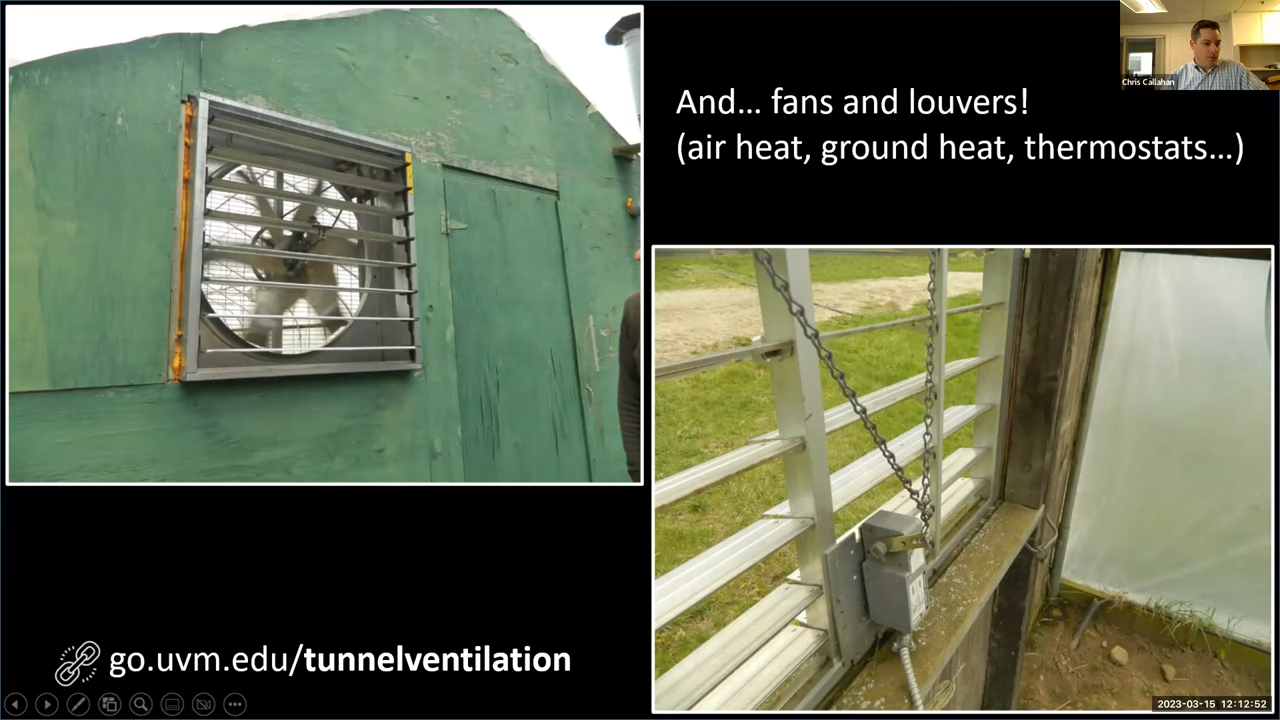 Chris Callahan
And... fans and louvers!
(air heat, ground heat, thermostats...)
go.uvm.edu/tunnelventilation
2023-03-15 12:12:52